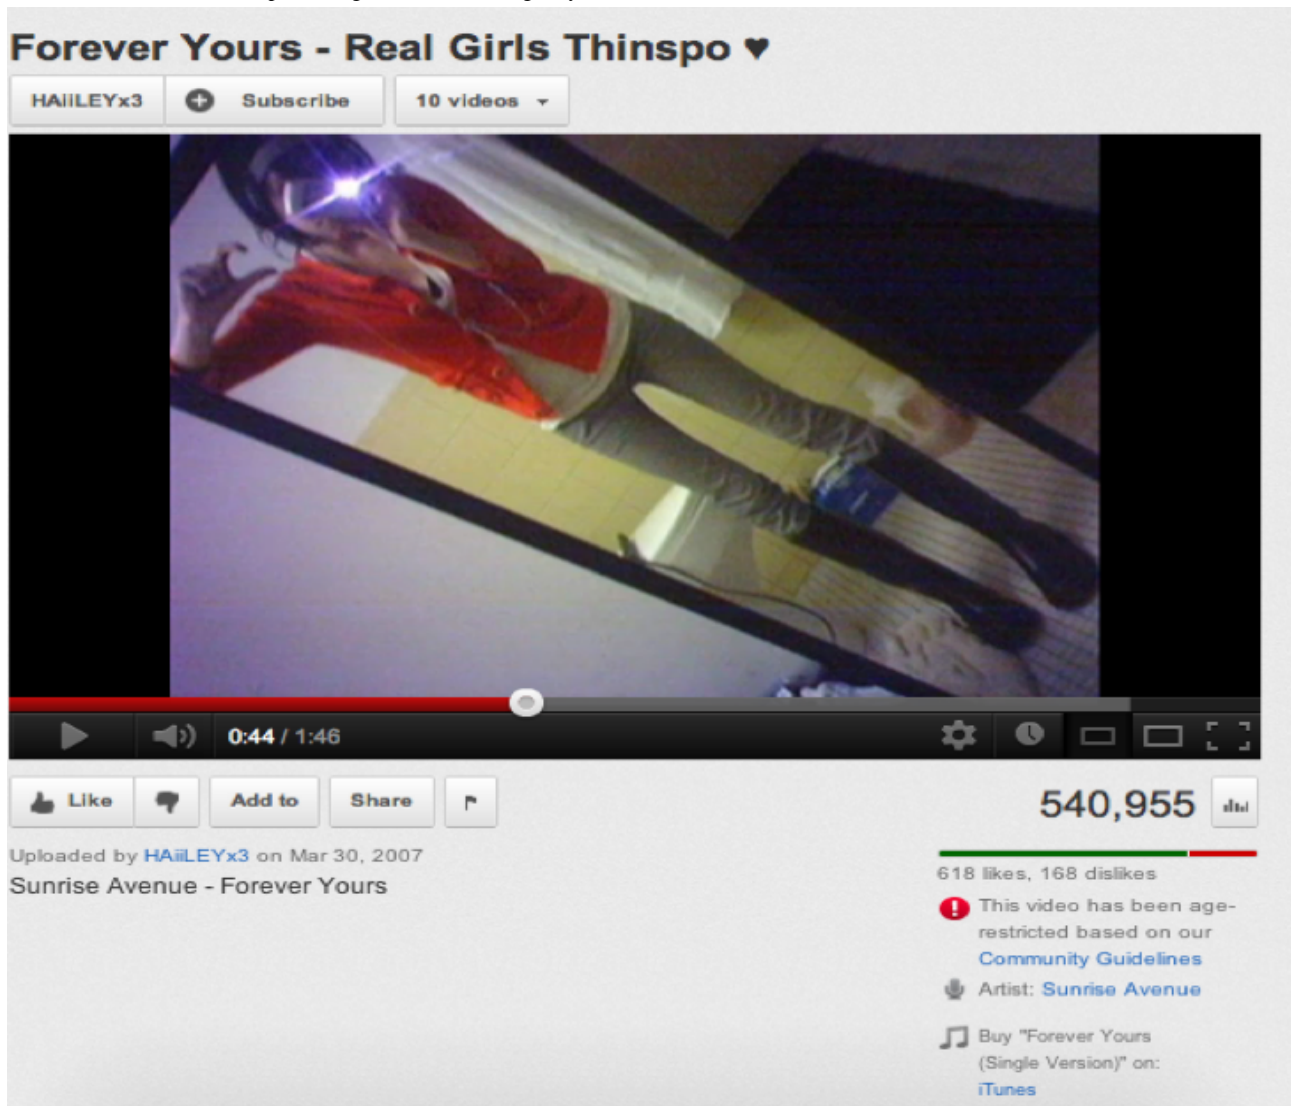 Forever Yours - Real Girls Thinspo ♥
HAiiLEYx3 Subscribe 10 videos
0:44 / 1:46
Like Add to Share
540,955
Uploaded by HAiiLEYx3 on Mar 30, 2007
Sunrise Avenue - Forever Yours
618 likes, 168 dislikes
This video has been age-
restricted based on our
Community Guidelines
Artist: Sunrise Avenue
Buy "Forever Yours
(Single Version)" on:
iTunes